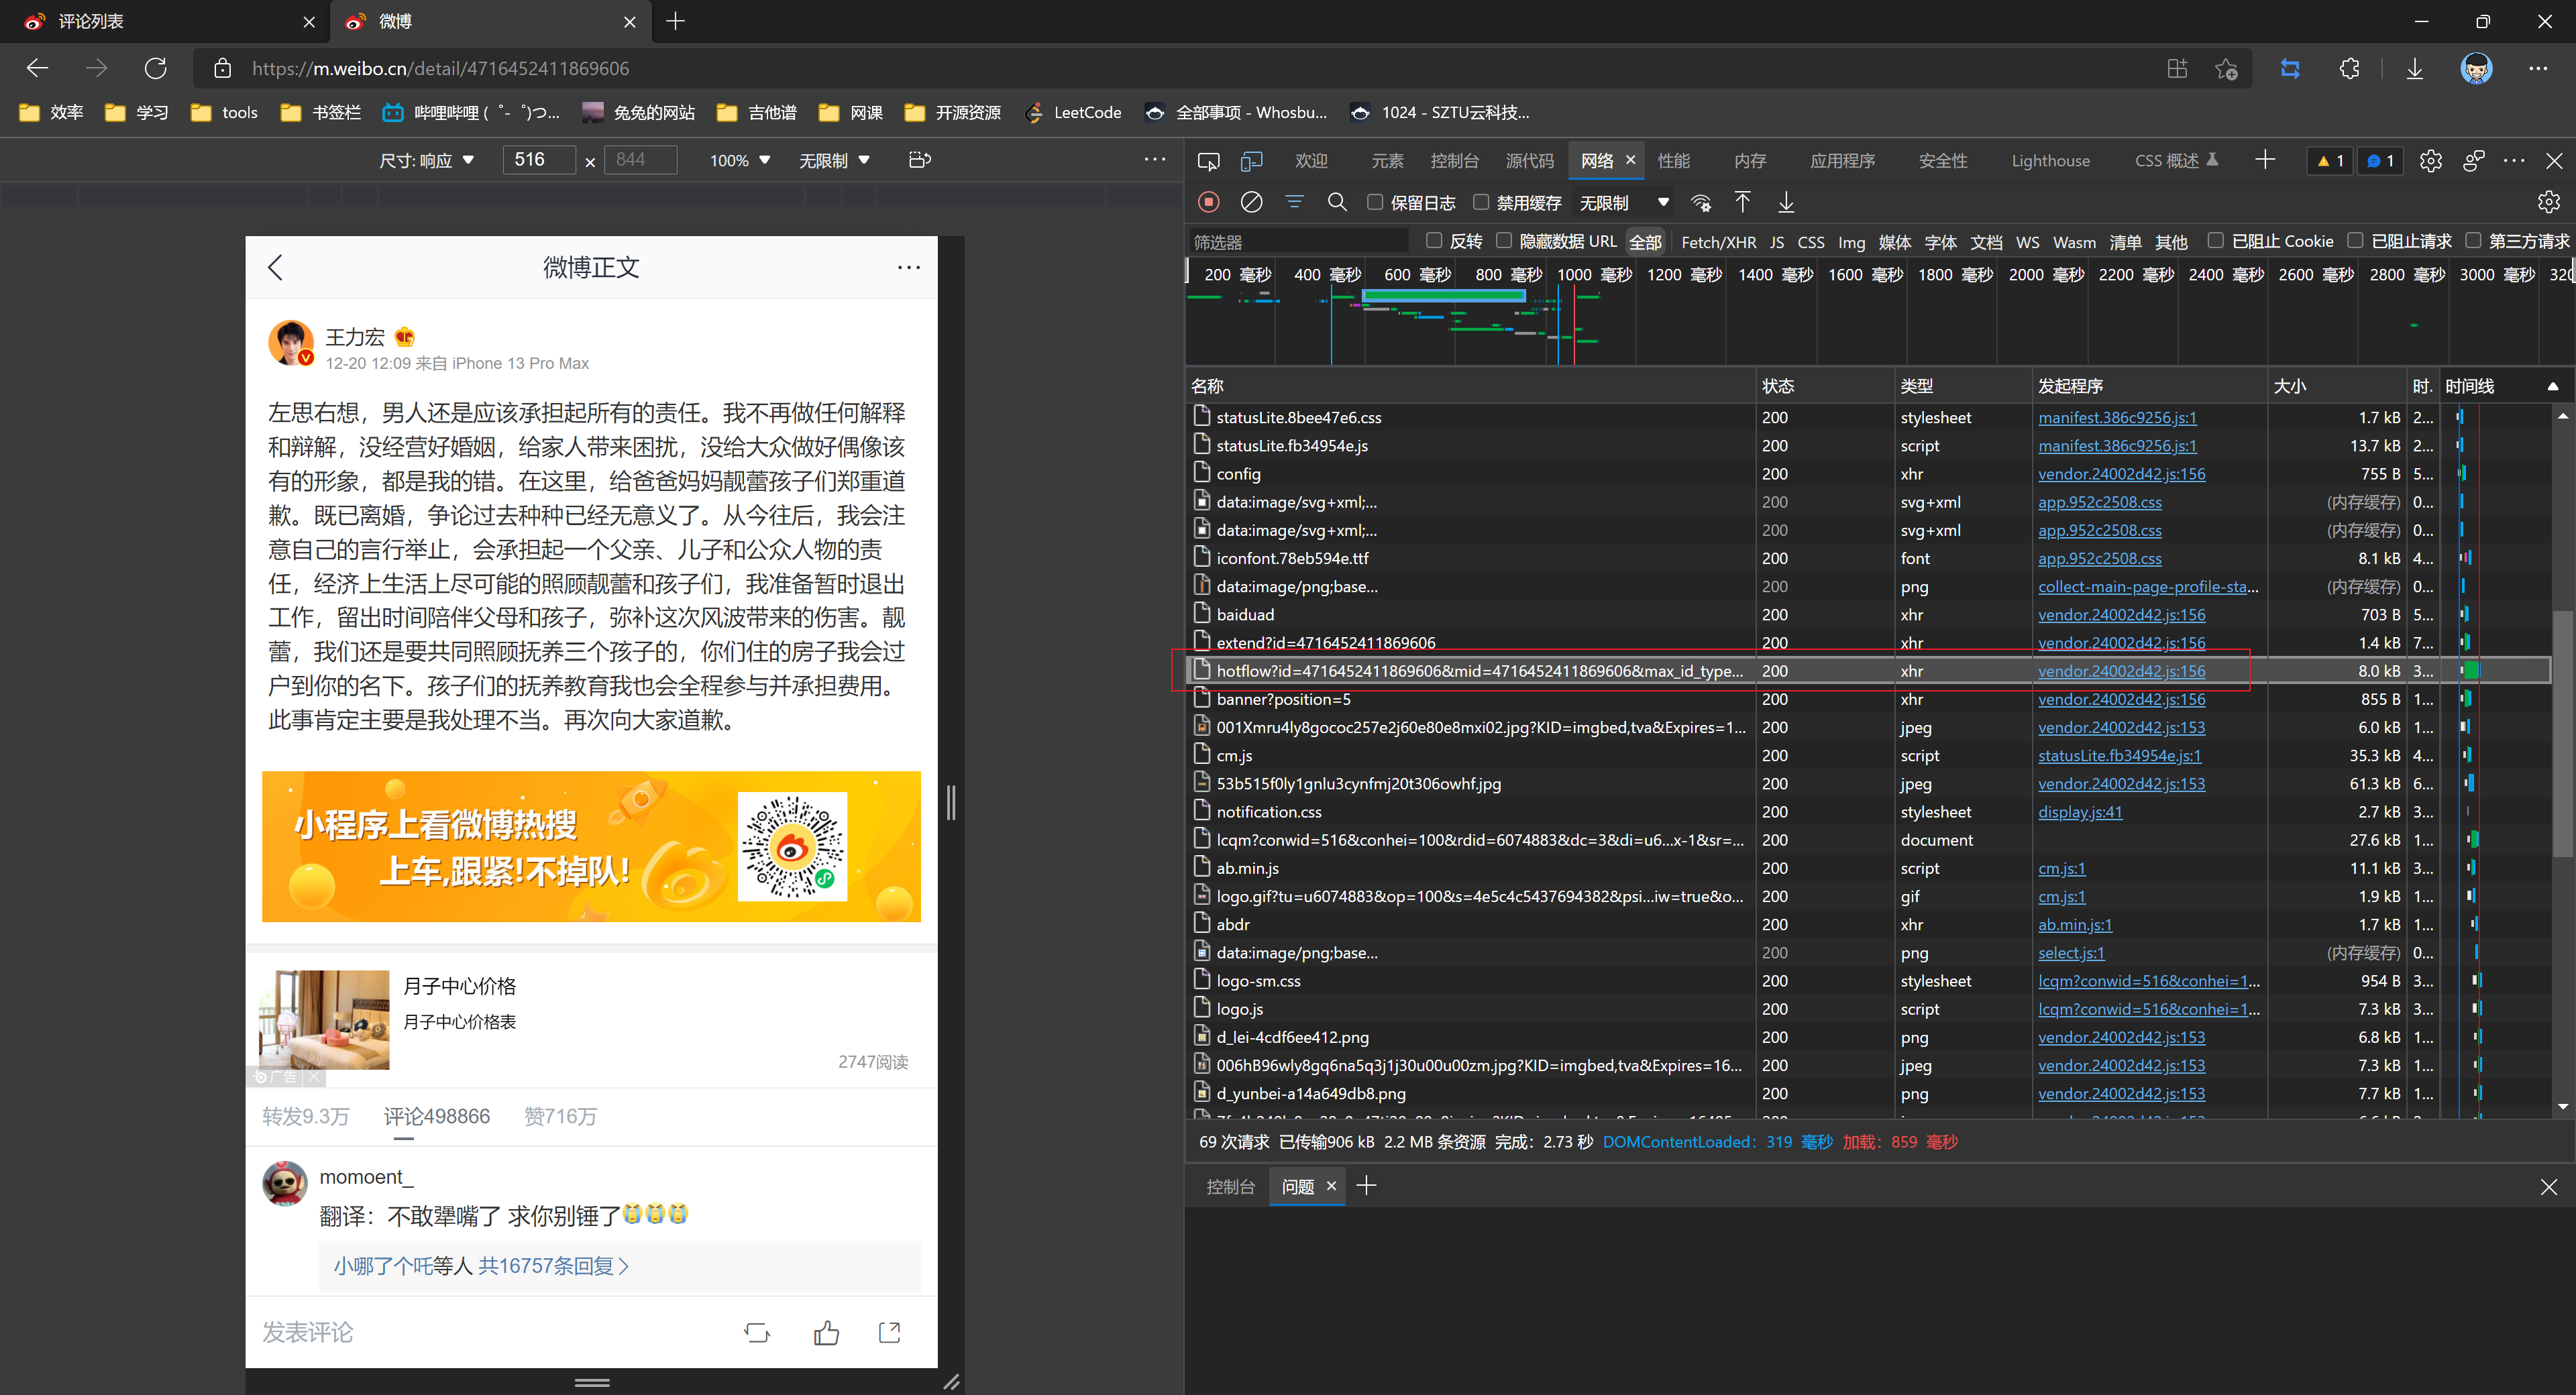 评论列表
微博
https://m.weibo.cn/detail/4716452411869606
效率 学习 tools 书签栏 哔哩哔哩 (゜-゜)つ... 兔兔的网站 吉他谱 网课 开源资源 LeetCode 全部事项 - Whosbu... 1024 - SZTU云科技...
尺寸: 响应 516 × 844 100% 无限制
微博正文
王力宏
12-20 12:09 来自 iPhone 13 Pro Max
左思右想，男人还是应该承担起所有的责任。我不再做任何解释
和辩解，没经营好婚姻，给家人带来困扰，没给大众做好偶像该
有的形象，都是我的错。在这里，给爸爸妈妈靓蕾孩子们郑重道
歉。既已离婚，争论过去种种已经无意义了。从今往后，我会注
意自己的言行举止，会承担起一个父亲、儿子和公众人物的责
任，经济上生活上尽可能的照顾靓蕾和孩子们，我准备暂时退出
工作，留出时间陪伴父母和孩子，弥补这次风波带来的伤害。靓
蕾，我们还是要共同照顾抚养三个孩子的，你们住的房子我会过
户到你的名下。孩子们的抚养教育我也会全程参与并承担费用。
此事肯定主要是我处理不当。再次向大家道歉。
小程序上看微博热搜
上车,跟紧!不掉队!
月子中心价格
月子中心价格表
2747阅读
广告
转发9.3万 评论498866 赞716万
momoent_
翻译：不敢犟嘴了 求你别锤了
小哪了个吒等人 共16757条回复
发表评论
欢迎 元素 控制台 源代码 网络 性能 内存 应用程序 安全性 Lighthouse CSS 概述 1 1
保留日志 禁用缓存 无限制
筛选器 反转 隐藏数据 URL 全部 Fetch/XHR JS CSS Img 媒体 字体 文档 WS Wasm 清单 其他 已阻止 Cookie 已阻止请求 第三方请求
200 毫秒 400 毫秒 600 毫秒 800 毫秒 1000 毫秒 1200 毫秒 1400 毫秒 1600 毫秒 1800 毫秒 2000 毫秒 2200 毫秒 2400 毫秒 2600 毫秒 2800 毫秒 3000 毫秒 320
名称 状态 类型 发起程序 大小 时. 时间线
statusLite.8bee47e6.css 200 stylesheet manifest.386c9256.js:1 1.7 kB 2...
statusLite.fb34954e.js 200 script manifest.386c9256.js:1 13.7 kB 2...
config 200 xhr vendor.24002d42.js:156 755 B 5...
data:image/svg+xml;... 200 svg+xml app.952c2508.css (内存缓存) 0...
data:image/svg+xml;... 200 svg+xml app.952c2508.css (内存缓存) 0...
iconfont.78eb594e.ttf 200 font app.952c2508.css 8.1 kB 4...
data:image/png;base... 200 png collect-main-page-profile-sta... (内存缓存) 0...
baiduad 200 xhr vendor.24002d42.js:156 703 B 5...
extend?id=4716452411869606 200 xhr vendor.24002d42.js:156 1.4 kB 7...
hotflow?id=4716452411869606&mid=4716452411869606&max_id_type... 200 xhr vendor.24002d42.js:156 8.0 kB 3...
banner?position=5 200 xhr vendor.24002d42.js:156 855 B 1...
001Xmru4ly8gococ257e2j60e80e8mxi02.jpg?KID=imgbed,tva&Expires=1... 200 jpeg vendor.24002d42.js:153 6.0 kB 1...
cm.js 200 script statusLite.fb34954e.js:1 35.3 kB 4...
53b515f0ly1gnlu3cynfmj20t306owhf.jpg 200 jpeg vendor.24002d42.js:153 61.3 kB 6...
notification.css 200 stylesheet display.js:41 2.7 kB 3...
lcqm?conwid=516&conhei=100&rdid=6074883&dc=3&di=u6...x-1&sr=... 200 document 27.6 kB 1...
ab.min.js 200 script cm.js:1 11.1 kB 3...
logo.gif?tu=u6074883&op=100&s=4e5c4c5437694382&psi...iw=true&o... 200 gif cm.js:1 1.9 kB 1...
abdr 200 xhr ab.min.js:1 1.7 kB 1...
data:image/png;base... 200 png select.js:1 (内存缓存) 0...
logo-sm.css 200 stylesheet lcqm?conwid=516&conhei=1... 954 B 3...
logo.js 200 script lcqm?conwid=516&conhei=1... 7.3 kB 3...
d_lei-4cdf6ee412.png 200 png vendor.24002d42.js:153 6.8 kB 1...
006hB96wly8gq6na5q3j1j30u00u00zm.jpg?KID=imgbed,tva&Expires=16... 200 jpeg vendor.24002d42.js:153 7.3 kB 1...
d_yunbei-a14a649db8.png 200 png vendor.24002d42.js:153 7.7 kB 1...
69 次请求 已传输906 kB 2.2 MB 条资源 完成：2.73 秒 DOMContentLoaded：319 毫秒 加载：859 毫秒
控制台 问题